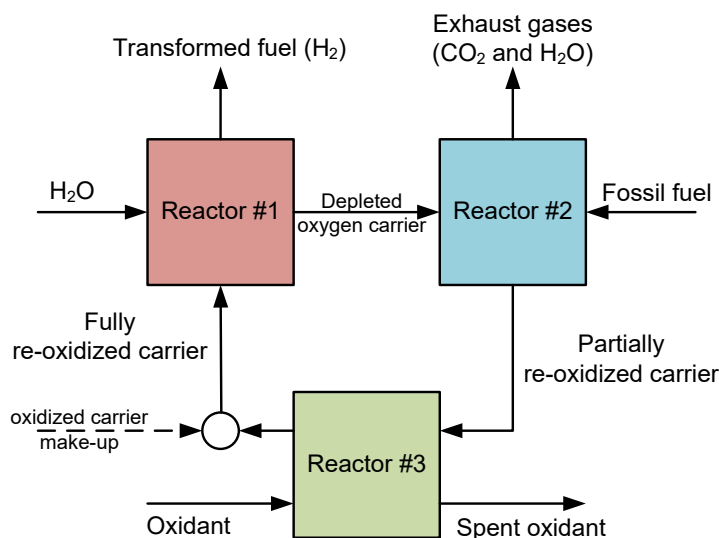 Transformed fuel (H₂)
Exhaust gases
(CO₂ and H₂O)
H₂O
Reactor #1
Depleted
oxygen carrier
Reactor #2
Fossil fuel
Fully
re-oxidized carrier
Partially
re-oxidized carrier
oxidized carrier
make-up
Reactor #3
Oxidant
Spent oxidant